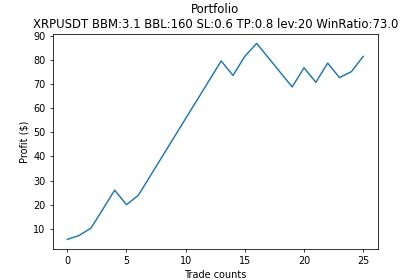 Portfolio
XRPUSDT BBM:3.1 BBL:160 SL:0.6 TP:0.8 lev:20 WinRatio:73.0
90
80
70
60
50
40
30
20
10
Profit ($)
0 5 10 15 20 25
Trade counts